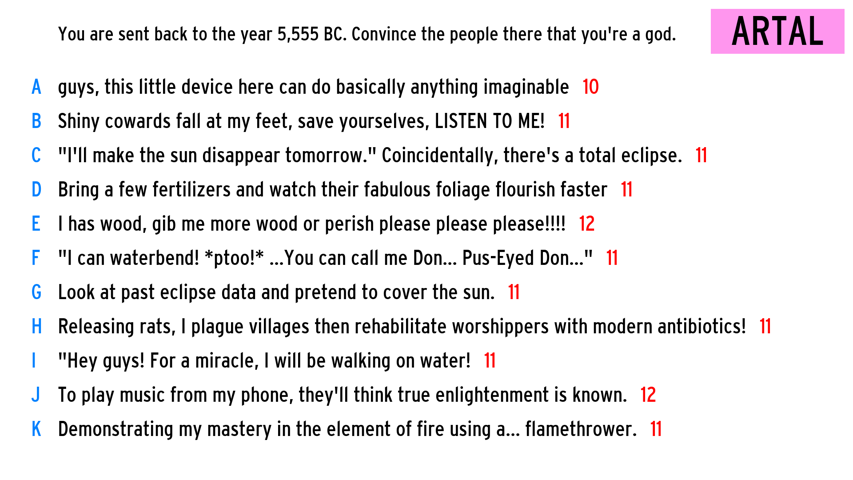 You are sent back to the year 5,555 BC. Convince the people there that you're a god.
ARTAL
A guys, this little device here can do basically anything imaginable 10
B Shiny cowards fall at my feet, save yourselves, LISTEN TO ME! 11
C "I'll make the sun disappear tomorrow." Coincidentally, there's a total eclipse. 11
D Bring a few fertilizers and watch their fabulous foliage flourish faster 11
E I has wood, gib me more wood or perish please please please!!!! 12
F "I can waterbend! *ptoo!* ...You can call me Don... Pus-Eyed Don..." 11
G Look at past eclipse data and pretend to cover the sun. 11
H Releasing rats, I plague villages then rehabilitate worshippers with modern antibiotics! 11
I "Hey guys! For a miracle, I will be walking on water! 11
J To play music from my phone, they'll think true enlightenment is known. 12
K Demonstrating my mastery in the element of fire using a... flamethrower. 11